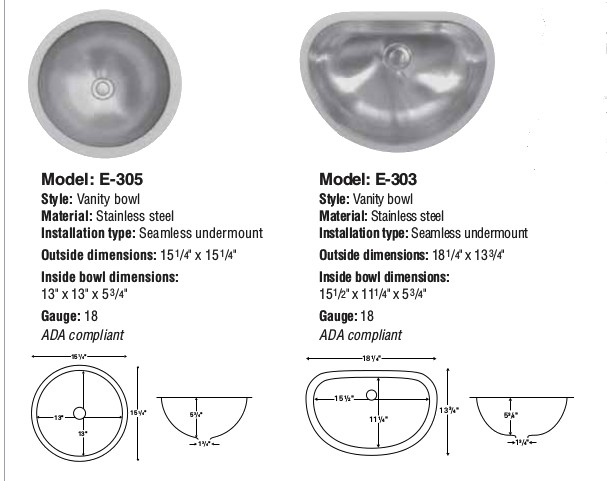 Model: E-305
Style: Vanity bowl
Material: Stainless steel
Installation type: Seamless undermount
Outside dimensions: 15 1/4" x 15 1/4"
Inside bowl dimensions:
13" x 13" x 5 3/4"
Gauge: 18
ADA compliant
15 1/4"
15 1/4"
13"
13"
5 3/4"
1 3/4"
Model: E-303
Style: Vanity bowl
Material: Stainless steel
Installation type: Seamless undermount
Outside dimensions: 18 1/4" x 13 3/4"
Inside bowl dimensions:
15 1/2" x 11 1/4" x 5 3/4"
Gauge: 18
ADA compliant
18 1/4"
15 1/2"
11 1/4"
13 3/4"
5 3/4"
1 3/4"